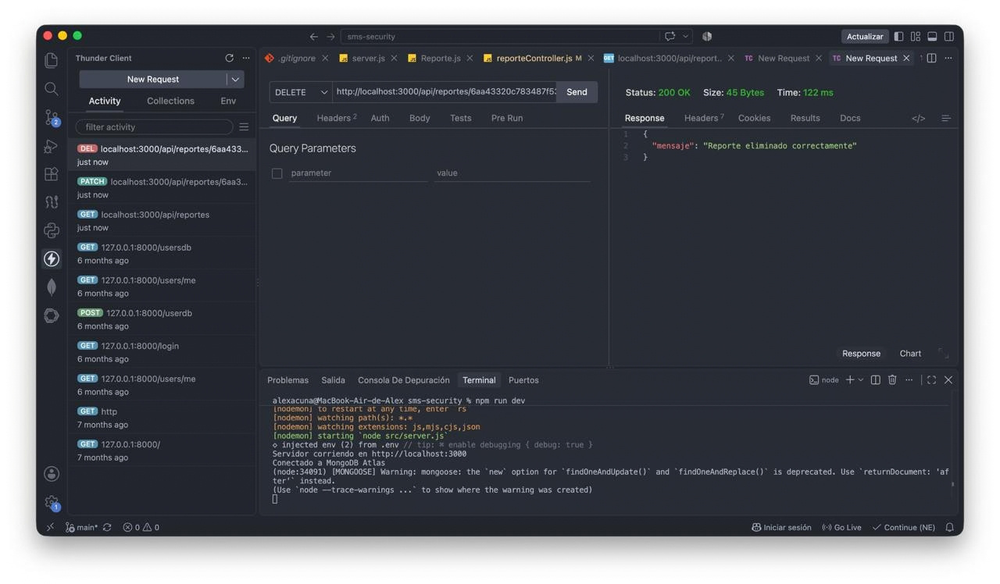 sms-security
Actualizar
Thunder Client
New Request
Activity
Collections
Env
filter activity
DEL localhost:3000/api/reportes/6aa433...
just now
PATCH localhost:3000/api/reportes/6aa3...
just now
GET localhost:3000/api/reportes
just now
GET 127.0.0.1:8000/usersdb
6 months ago
GET 127.0.0.1:8000/users/me
6 months ago
POST 127.0.0.1:8000/userdb
6 months ago
GET 127.0.0.1:8000/login
6 months ago
GET 127.0.0.1:8000/users/me
6 months ago
GET http
7 months ago
GET 127.0.0.1:8000/
7 months ago
.gitignore
JS server.js
JS Reporte.js
JS reporteController.js M
GET localhost:3000/api/report..
TC New Request
TC New Request
DELETE
http://localhost:3000/api/reportes/6aa43320c783487f53
Send
Query
Headers 2
Auth
Body
Tests
Pre Run
Query Parameters
parameter
value
Status: 200 OK Size: 45 Bytes Time: 122 ms
Response
Headers 7
Cookies
Results
Docs
</>
1 {
2 "mensaje": "Reporte eliminado correctamente"
3 }
Response
Chart
Problemas
Salida
Consola De Depuración
Terminal
Puertos
node
alexacuna@MacBook-Air-de-Alex sms-security % npm run dev
[nodemon] to restart at any time, enter `rs`
[nodemon] watching path(s): *.*
[nodemon] watching extensions: js,mjs,cjs,json
[nodemon] starting `node src/server.js`
◇ injected env (2) from .env // tip: ⌘ enable debugging { debug: true }
Servidor corriendo en http://localhost:3000
Conectado a MongoDB Atlas
(node:34091) [MONGOOSE] Warning: mongoose: the `new` option for `findOneAndUpdate()` and `findOneAndReplace()` is deprecated. Use `returnDocument: 'af
ter'` instead.
(Use `node --trace-warnings ...` to show where the warning was created)
2
1
main*
0
0
Iniciar sesión
Go Live
Continue (NE)